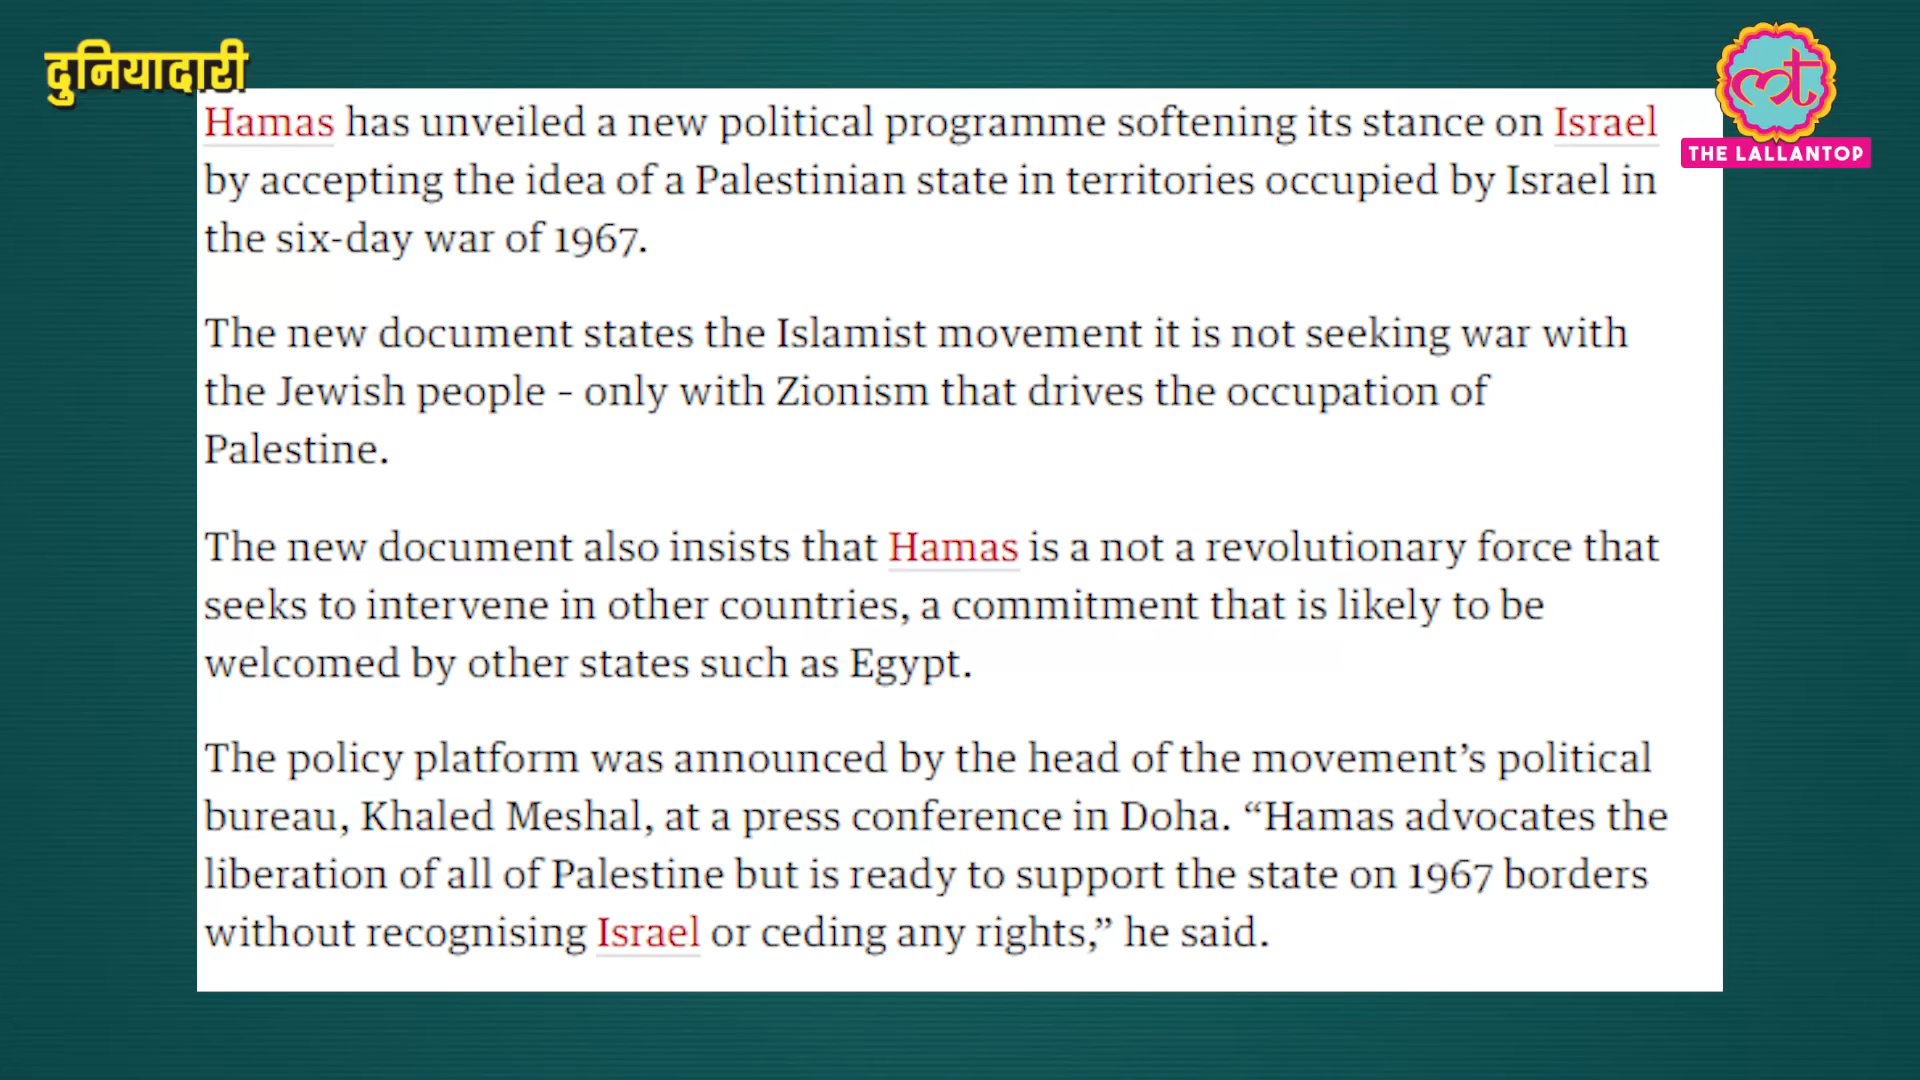 दुनियादारी
THE LALLANTOP
Hamas has unveiled a new political programme softening its stance on Israel
by accepting the idea of a Palestinian state in territories occupied by Israel in
the six-day war of 1967.
The new document states the Islamist movement it is not seeking war with
the Jewish people – only with Zionism that drives the occupation of
Palestine.
The new document also insists that Hamas is a not a revolutionary force that
seeks to intervene in other countries, a commitment that is likely to be
welcomed by other states such as Egypt.
The policy platform was announced by the head of the movement’s political
bureau, Khaled Meshal, at a press conference in Doha. “Hamas advocates the
liberation of all of Palestine but is ready to support the state on 1967 borders
without recognising Israel or ceding any rights,” he said.